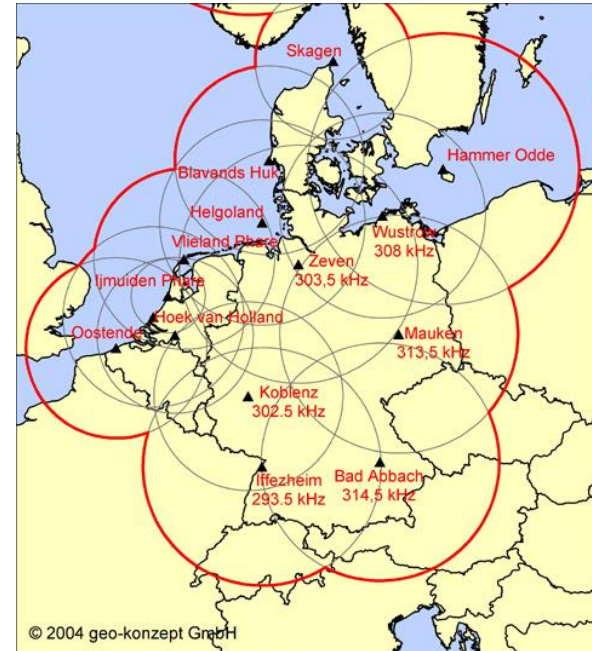 Skagen
Hammer Odde
Blavands Huk
Helgoland
Wustrow
308 kHz
Vlieland Phare
Zeven
303,5 kHz
Ijmuiden Phare
Hoek van Holland
Oostende
Mauken
313,5 kHz
Koblenz
302.5 kHz
Iffezheim
293.5 kHz
Bad Abbach
314,5 kHz
© 2004 geo-konzept GmbH